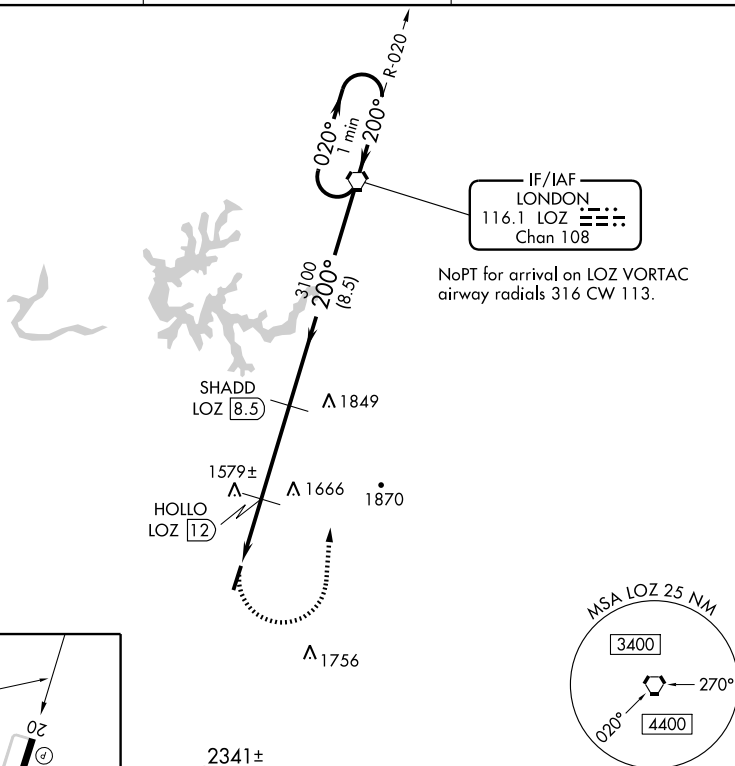 R-020
020°
1 min
200°
IF/IAF
LONDON
116.1 LOZ
Chan 108
NoPT for arrival on LOZ VORTAC
airway radials 316 CW 113.
3100
200°
(8.5)
SHADD
LOZ 8.5
1849
1579±
1666
1870
HOLLO
LOZ 12
1756
MSA LOZ 25 NM
3400
270°
020°
4400
20
P
2341±